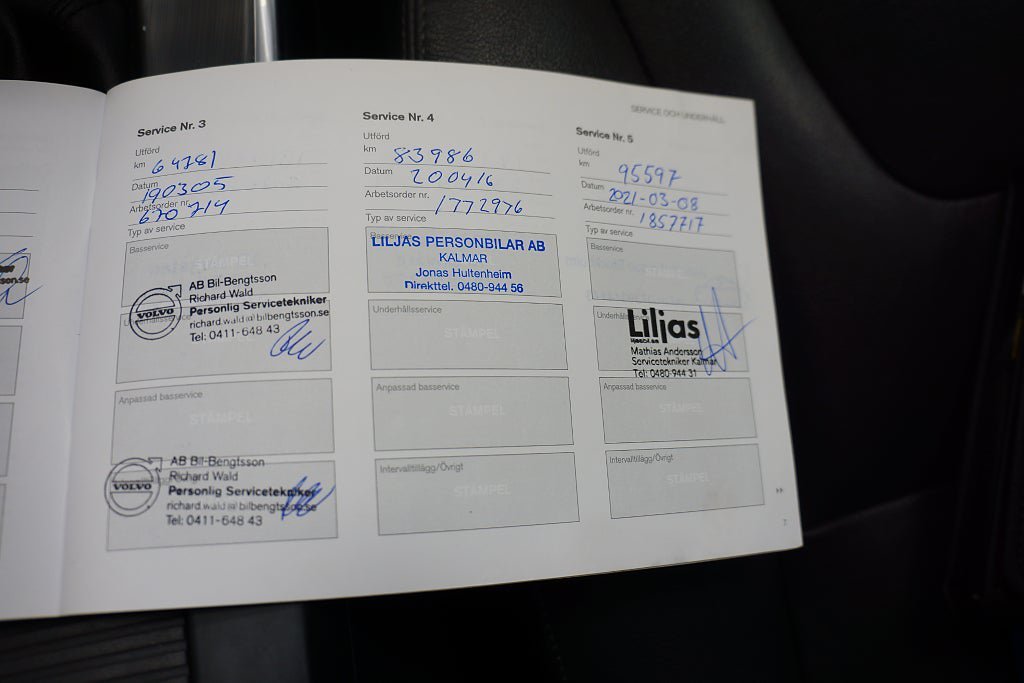 SERVICE OCH UNDERHÅLL
Service Nr. 3
Utförd
km 64781
Datum 190305
Arbetsorder nr. 670714
Typ av service
Basservice
STÄMPEL
AB Bil-Bengtsson
Richard Wald
Personlig Servicetekniker
richard.wald@bilbengtsson.se
Tel: 0411-648 43
VOLVO
Anpassad basservice
STÄMPEL
AB Bil-Bengtsson
Richard Wald
Personlig Servicetekniker
richard.wald@bilbengtsson.se
Tel: 0411-648 43
VOLVO
Service Nr. 4
Utförd
km 83986
Datum 200416
Arbetsorder nr. 1772976
Typ av service
LILJAS PERSONBILAR AB
KALMAR
Jonas Hultenheim
Direkttel. 0480-944 56
Underhållsservice
STÄMPEL
Anpassad basservice
STÄMPEL
Intervalltillägg/Övrigt
STÄMPEL
Service Nr. 5
Utförd
km 95597
Datum 2021-03-08
Arbetsorder nr. 1857717
Typ av service
Basservice
STÄMPEL
Liljas
Mathias Andersson
Servicetekniker Kalmar
Tel: 0480-944 31
Anpassad basservice
STÄMPEL
Intervalltillägg/Övrigt
STÄMPEL
7